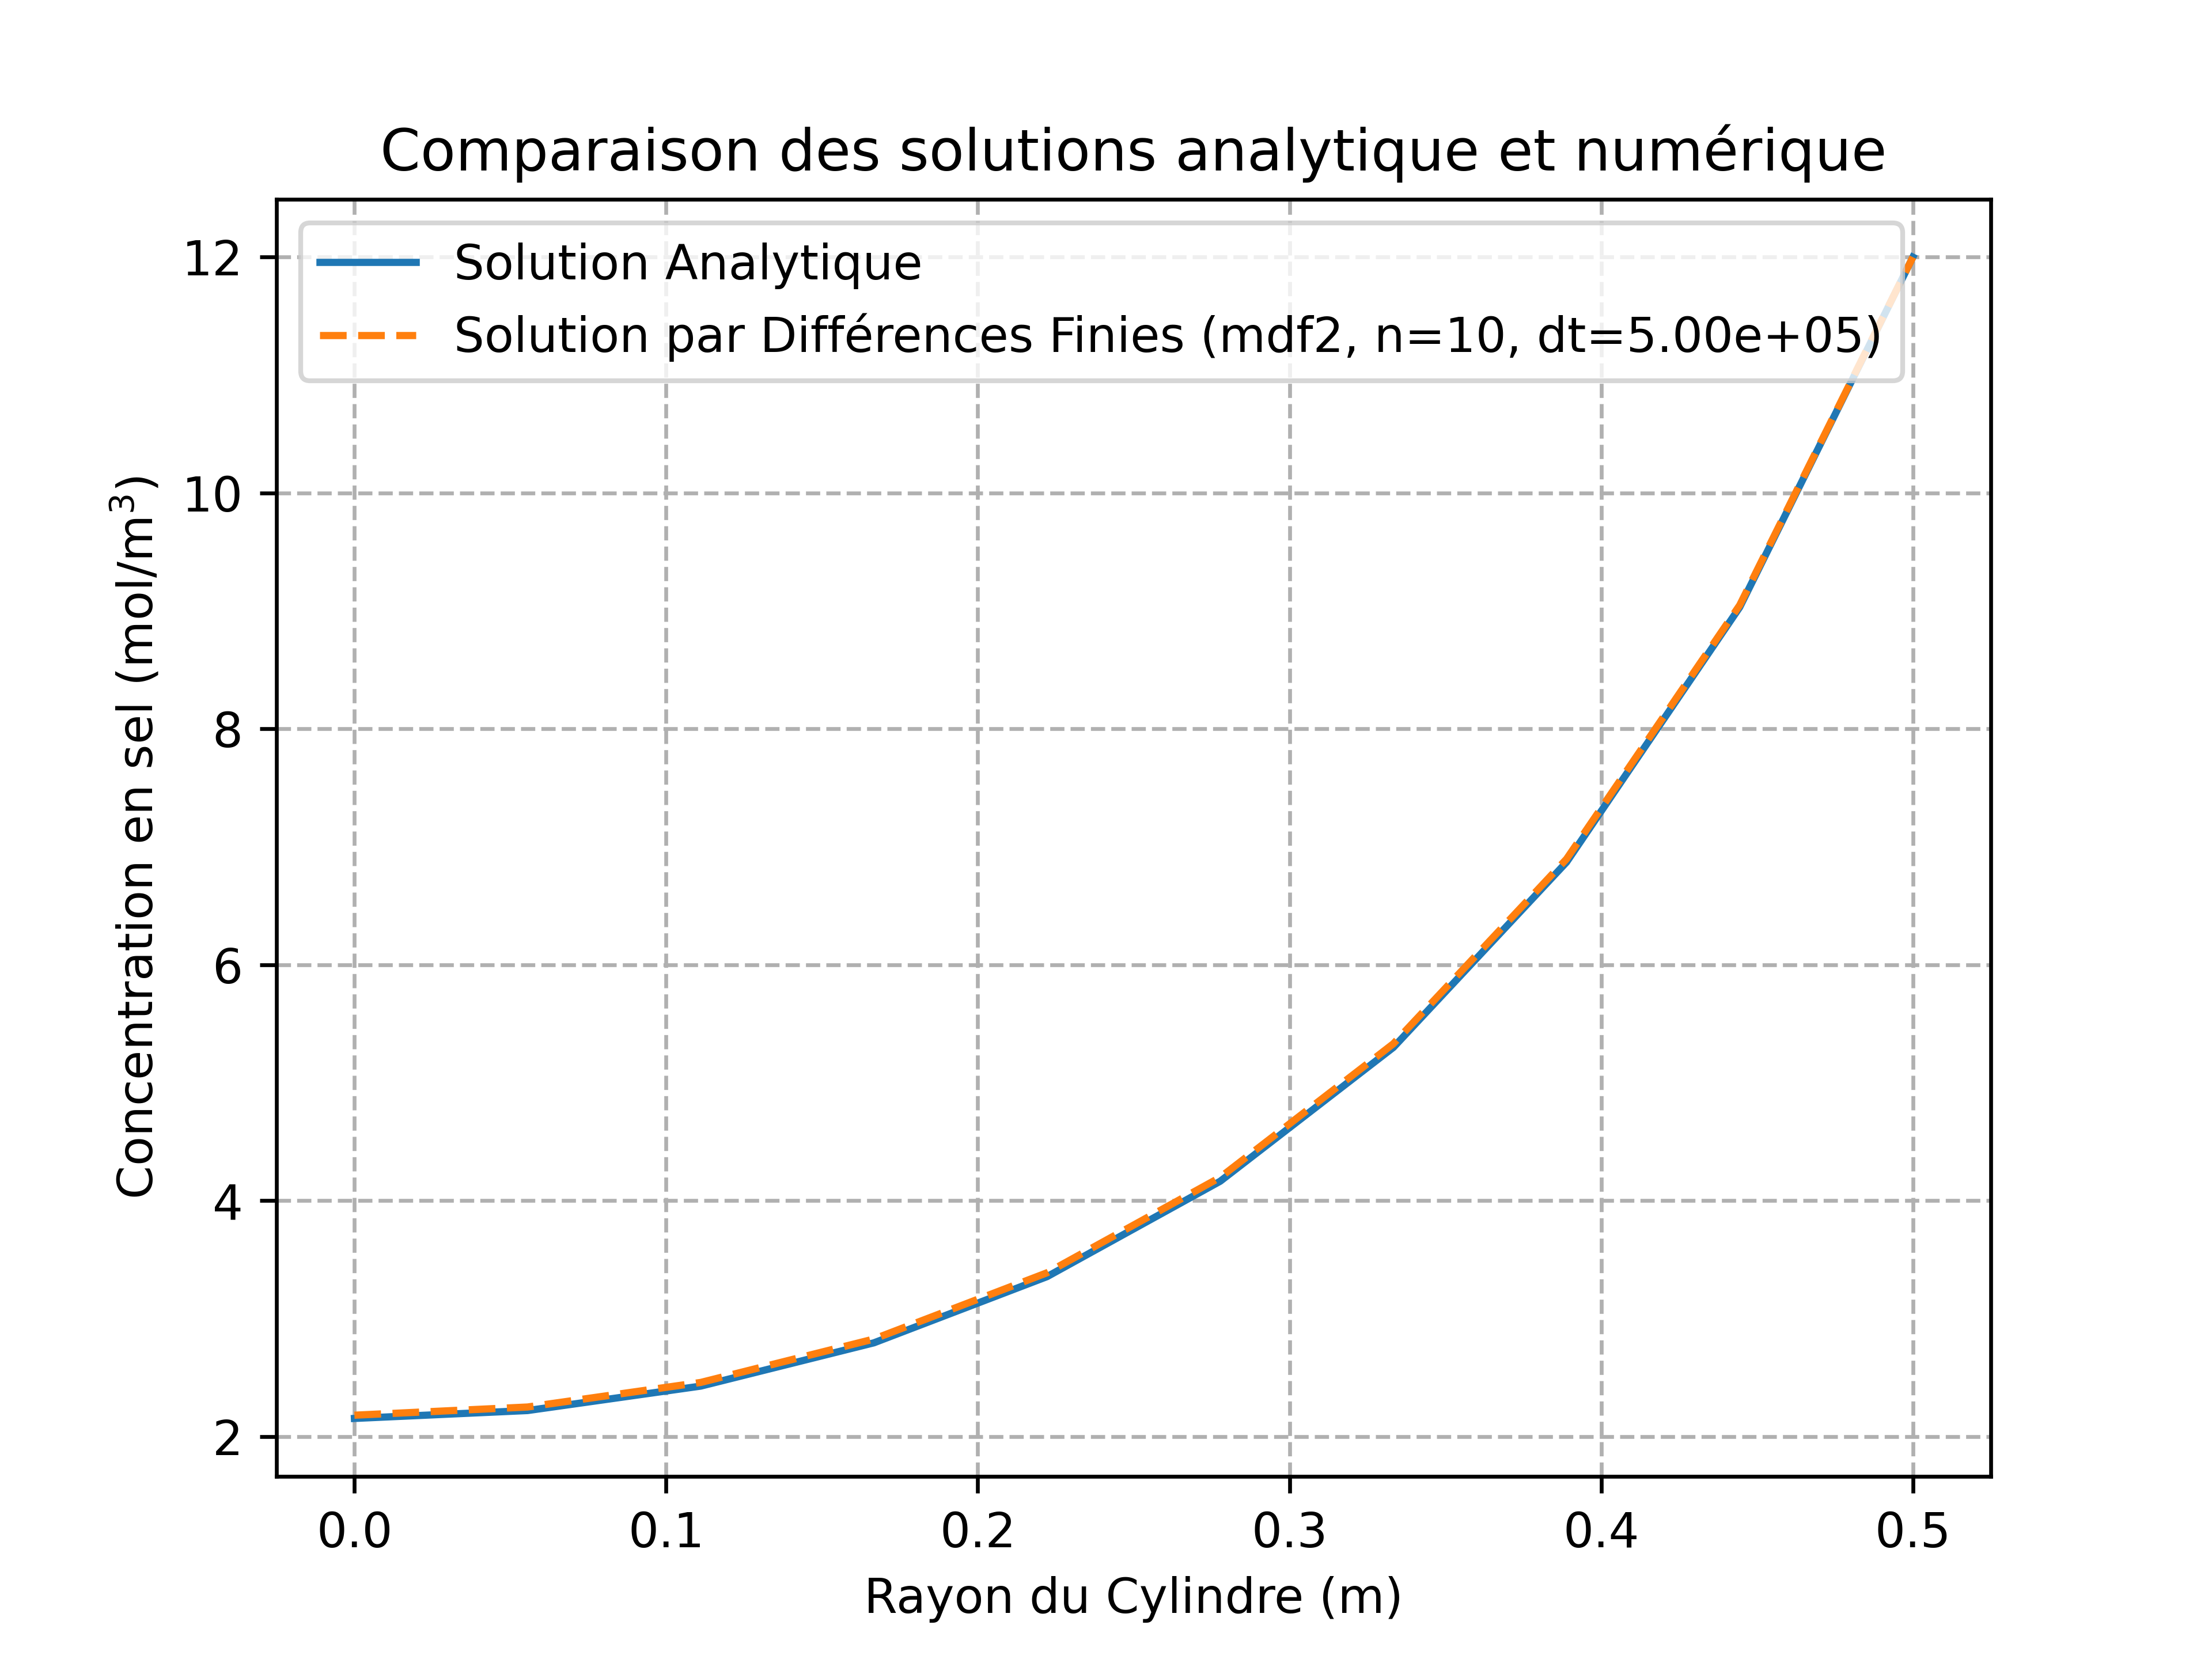 Comparaison des solutions analytique et numérique
Solution Analytique
Solution par Différences Finies (mdf2, n=10, dt=5.00e+05)
Concentration en sel (mol/m³)
12
10
8
6
4
2
0.0 0.1 0.2 0.3 0.4 0.5
Rayon du Cylindre (m)